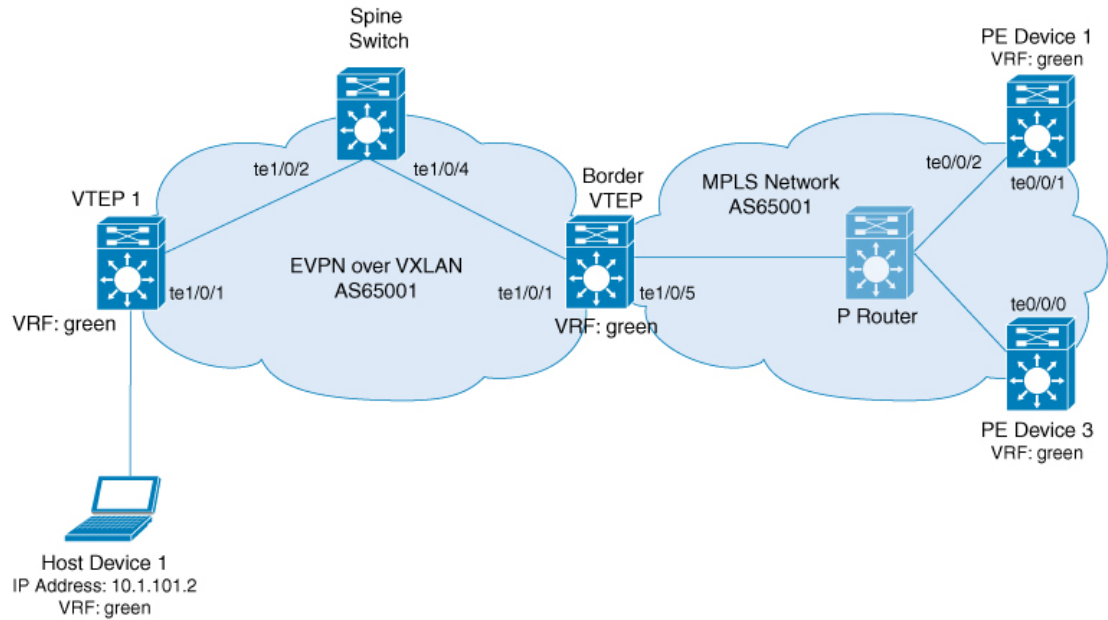 Spine
Switch
PE Device 1
VRF: green
te1/0/2
te1/0/4
te0/0/2
te0/0/1
Border
VTEP
MPLS Network
AS65001
VTEP 1
EVPN over VXLAN
AS65001
te1/0/1
te1/0/1
te1/0/5
VRF: green
VRF: green
P Router
te0/0/0
PE Device 3
VRF: green
Host Device 1
IP Address: 10.1.101.2
VRF: green